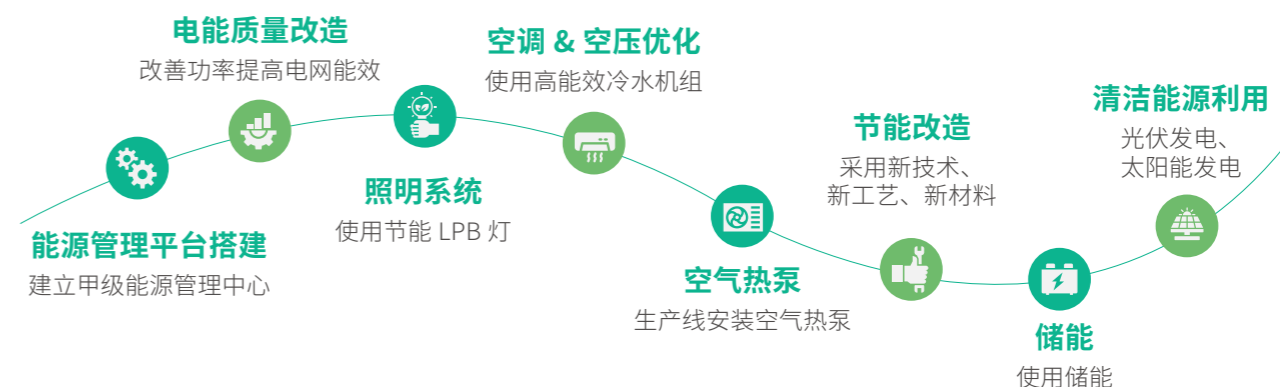 电能质量改造
改善功率提高电网能效
空调 & 空压优化
使用高能效冷水机组
清洁能源利用
光伏发电、
太阳能发电
节能改造
采用新技术、
新工艺、新材料
照明系统
使用节能 LPB 灯
能源管理平台搭建
建立甲级能源管理中心
空气热泵
生产线安装空气热泵
储能
使用储能